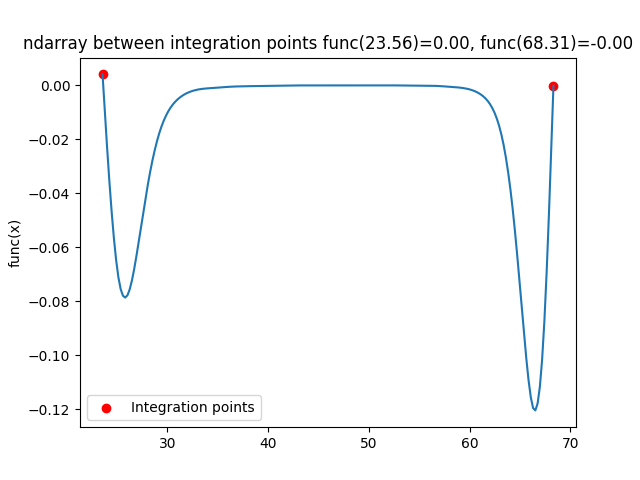 ndarray between integration points func(23.56)=0.00, func(68.31)=-0.00
0.00
−0.02
−0.04
−0.06
−0.08
−0.10
−0.12
func(x)
Integration points
30 40 50 60 70